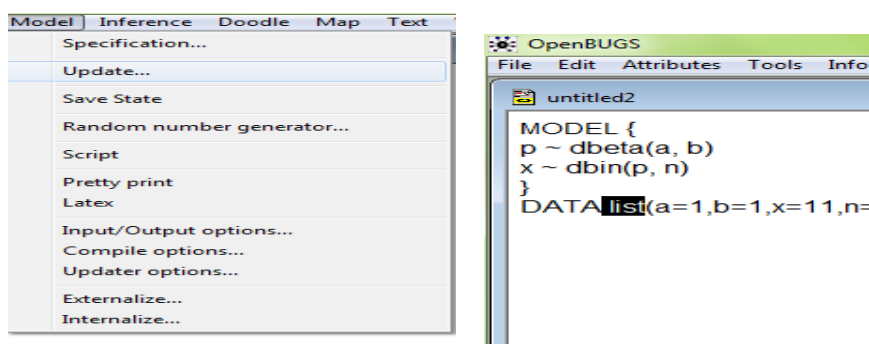 Model Inference Doodle Map Text
Specification...
Update...
Save State
Random number generator...
Script
Pretty print
Latex
Input/Output options...
Compile options...
Updater options...
Externalize...
Internalize...
OpenBUGS
File Edit Attributes Tools Info
untitled2
MODEL {
p ~ dbeta(a, b)
x ~ dbin(p, n)
}
DATA list(a=1,b=1,x=11,n=